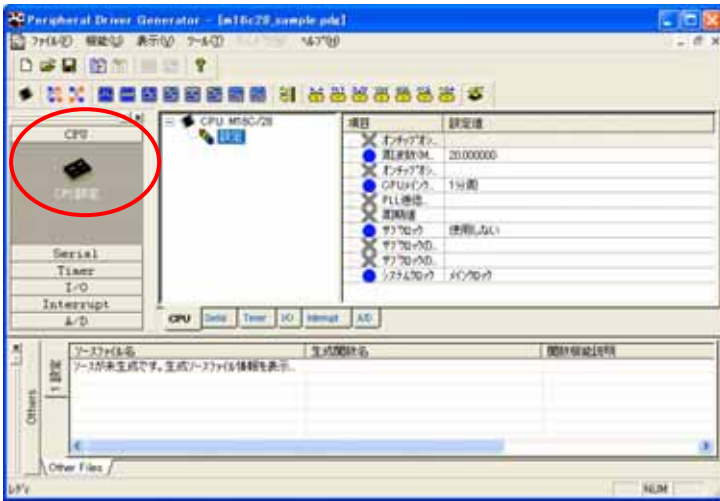 Peripheral Driver Generator - [m16c28_sample.pdg]
ファイル(F) 機能(U) 表示(V) ツール(T) ヘルプ(H)
CPU
CPU設定
Serial
Timer
I/O
Interrupt
A/D
CPU M16C/28
設定
項目 設定値
オンチップオシ..
周波数(M.. 20.000000
オンチップオシ..
CPUメインク.. 1分周
PLL逓倍..
周期値
サブクロック 使用しない
サブクロックの..
サブクロックの..
システムクロック メインクロック
CPU Serial Timer I/O Interrupt A/D
Others
1 設定
ソースファイル名 生成関数名 関数機能説明
ソースが未生成です。生成ソースファイル情報を表示..
Other Files
レディ NUM